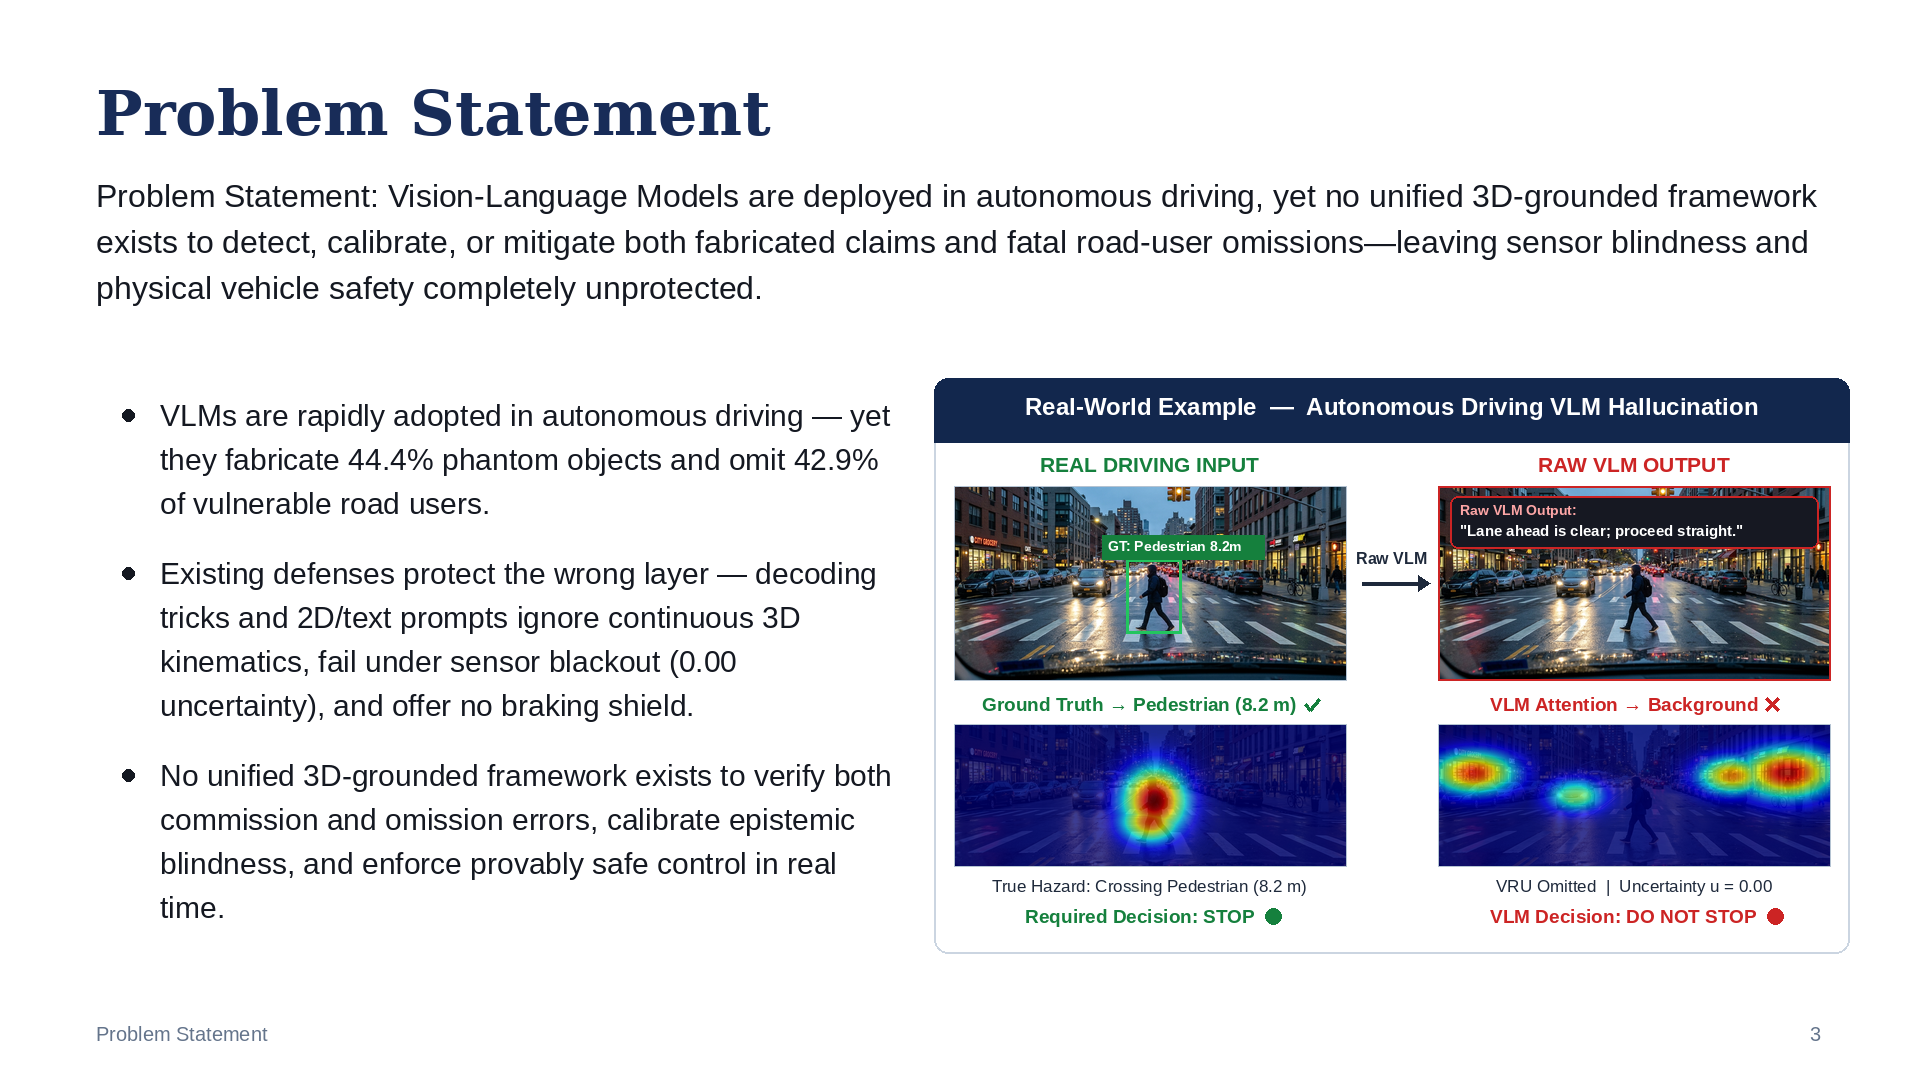 Problem Statement
Problem Statement: Vision-Language Models are deployed in autonomous driving, yet no unified 3D-grounded framework
exists to detect, calibrate, or mitigate both fabricated claims and fatal road-user omissions—leaving sensor blindness and
physical vehicle safety completely unprotected.
● VLMs are rapidly adopted in autonomous driving — yet
they fabricate 44.4% phantom objects and omit 42.9%
of vulnerable road users.
● Existing defenses protect the wrong layer — decoding
tricks and 2D/text prompts ignore continuous 3D
kinematics, fail under sensor blackout (0.00
uncertainty), and offer no braking shield.
● No unified 3D-grounded framework exists to verify both
commission and omission errors, calibrate epistemic
blindness, and enforce provably safe control in real
time.
Real-World Example — Autonomous Driving VLM Hallucination
REAL DRIVING INPUT
CITY GROCERY
GT: Pedestrian 8.2m
Ground Truth → Pedestrian (8.2 m) ✓
True Hazard: Crossing Pedestrian (8.2 m)
Required Decision: STOP
Raw VLM
RAW VLM OUTPUT
Raw VLM Output:
"Lane ahead is clear; proceed straight."
VLM Attention → Background ✗
VRU Omitted | Uncertainty u = 0.00
VLM Decision: DO NOT STOP
Problem Statement
3